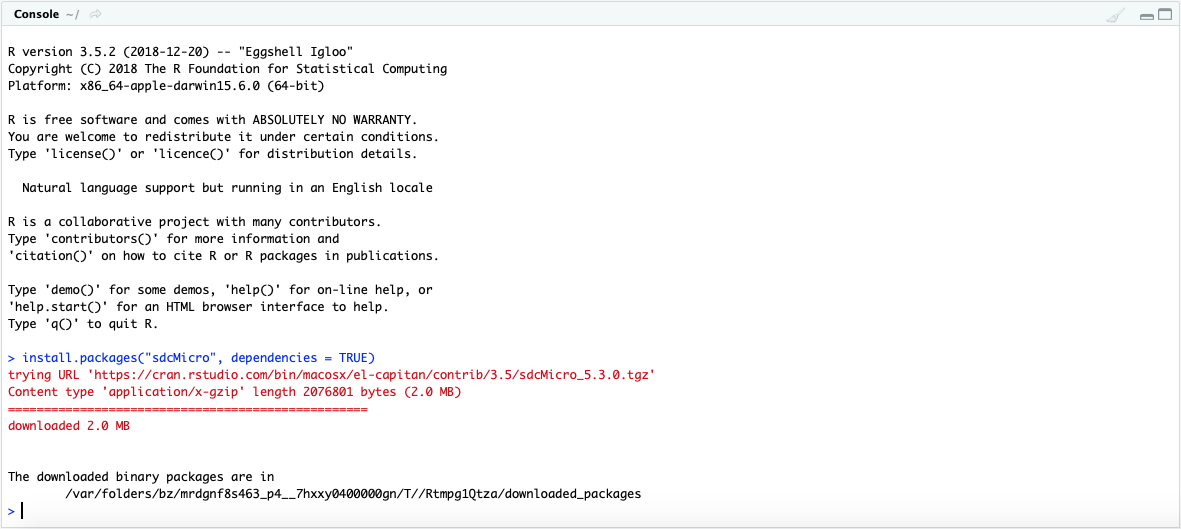 Console ~/
R version 3.5.2 (2018-12-20) -- "Eggshell Igloo"
Copyright (C) 2018 The R Foundation for Statistical Computing
Platform: x86_64-apple-darwin15.6.0 (64-bit)
R is free software and comes with ABSOLUTELY NO WARRANTY.
You are welcome to redistribute it under certain conditions.
Type 'license()' or 'licence()' for distribution details.
Natural language support but running in an English locale
R is a collaborative project with many contributors.
Type 'contributors()' for more information and
'citation()' on how to cite R or R packages in publications.
Type 'demo()' for some demos, 'help()' for on-line help, or
'help.start()' for an HTML browser interface to help.
Type 'q()' to quit R.
> install.packages("sdcMicro", dependencies = TRUE)
trying URL 'https://cran.rstudio.com/bin/macosx/el-capitan/contrib/3.5/sdcMicro_5.3.0.tgz'
Content type 'application/x-gzip' length 2076801 bytes (2.0 MB)
==================================================
downloaded 2.0 MB
The downloaded binary packages are in
/var/folders/bz/mrdgnf8s463_p4__7hxxy0400000gn/T//Rtmpg1Qtza/downloaded_packages
>